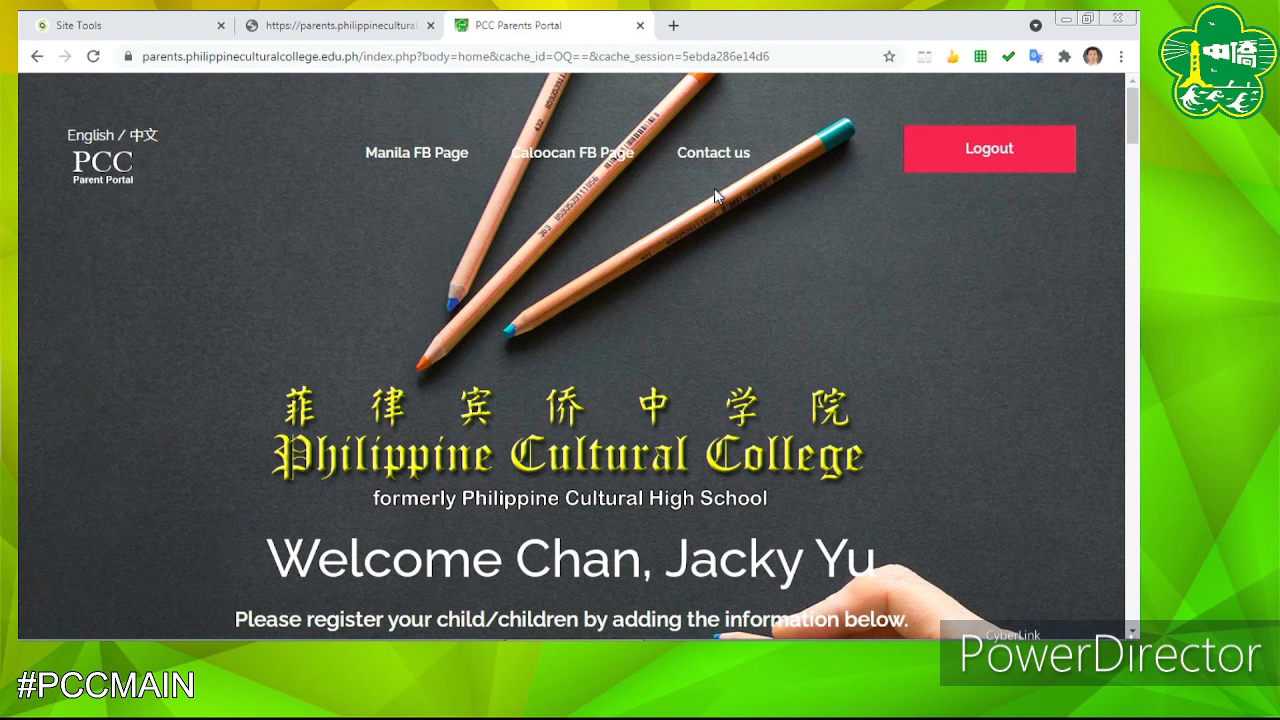 Site Tools
https://parents.philippinecultural
PCC Parents Portal
parents.philippineculturalcollege.edu.ph/index.php?body=home&cache_id=OQ==&cache_session=5ebda286e14d6
中僑
English / 中文
PCC
Parent Portal
Manila FB Page
Caloocan FB Page
Contact us
Logout
菲律宾侨中学院
Philippine Cultural College
formerly Philippine Cultural High School
Welcome Chan, Jacky Yu
Please register your child/children by adding the information below.
CyberLink
PowerDirector
#PCCMAIN